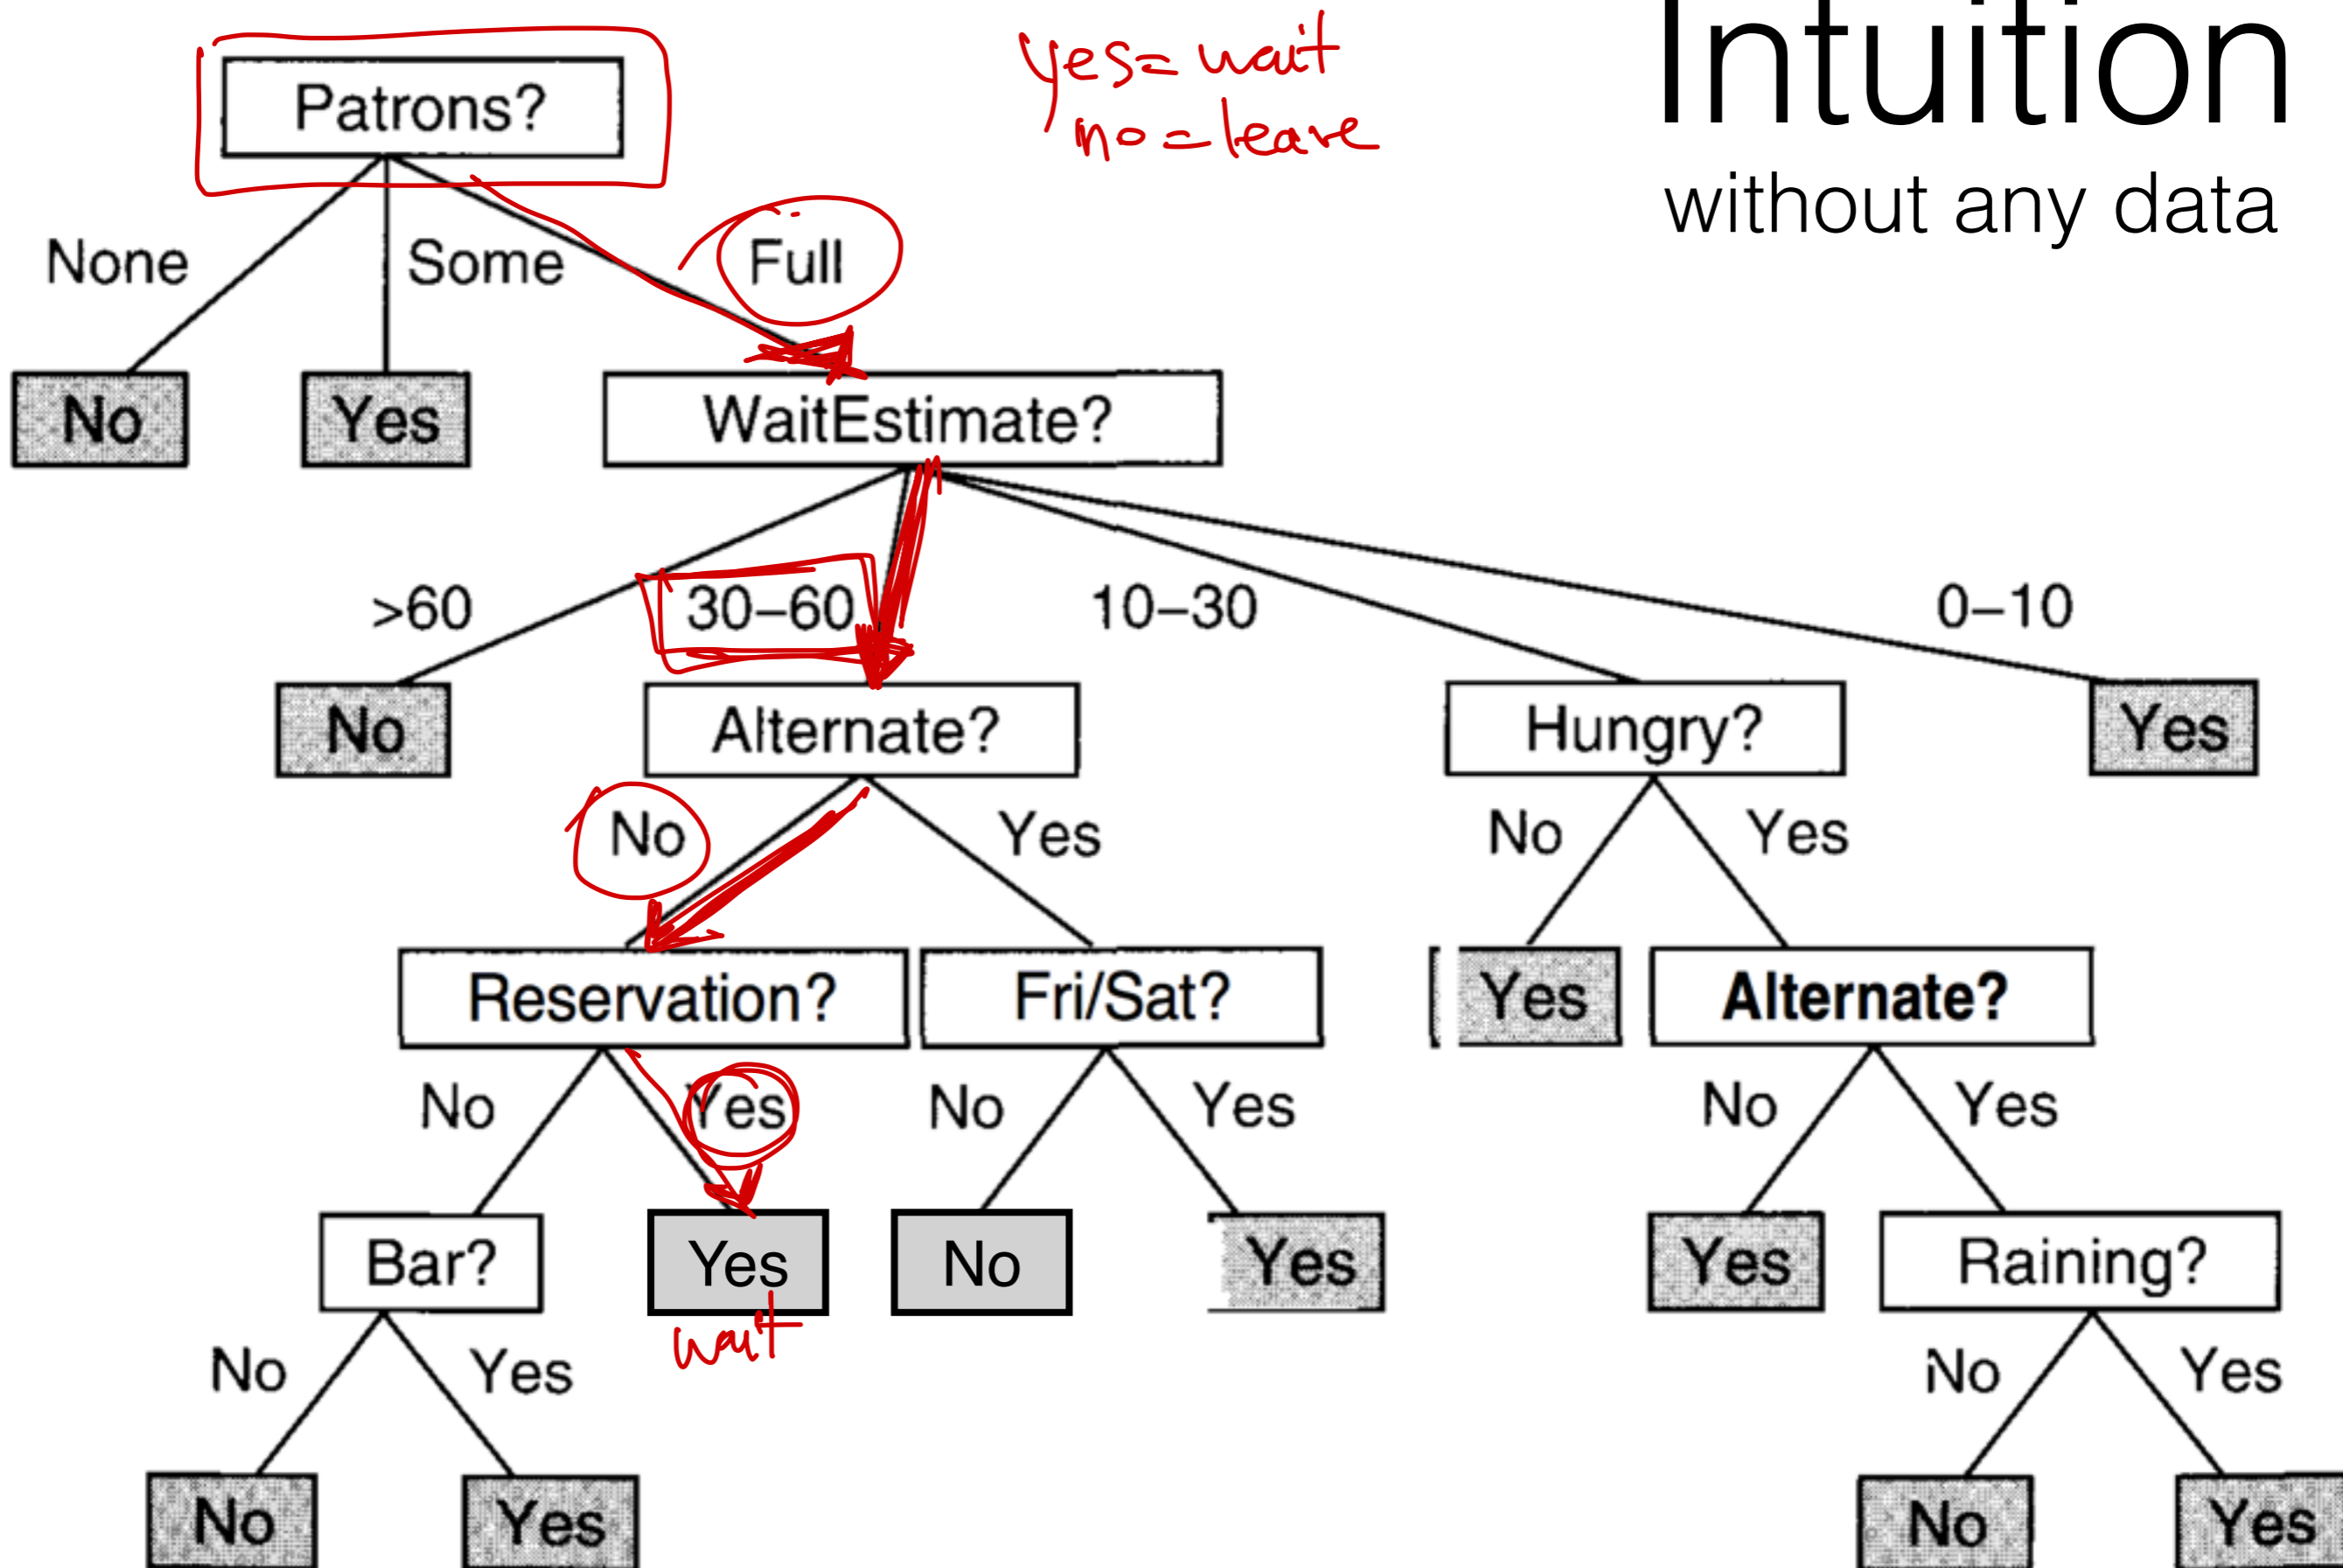 Intuition
without any data
yes = wait
no = leave
Patrons?
None Some Full
No Yes WaitEstimate?
>60 30–60 10–30 0–10
No Alternate? Hungry? Yes
No Yes No Yes
Reservation? Fri/Sat? Yes Alternate?
No Yes No Yes No Yes
Bar? Yes No Yes Yes Raining?
wait
No Yes No Yes
No Yes No Yes